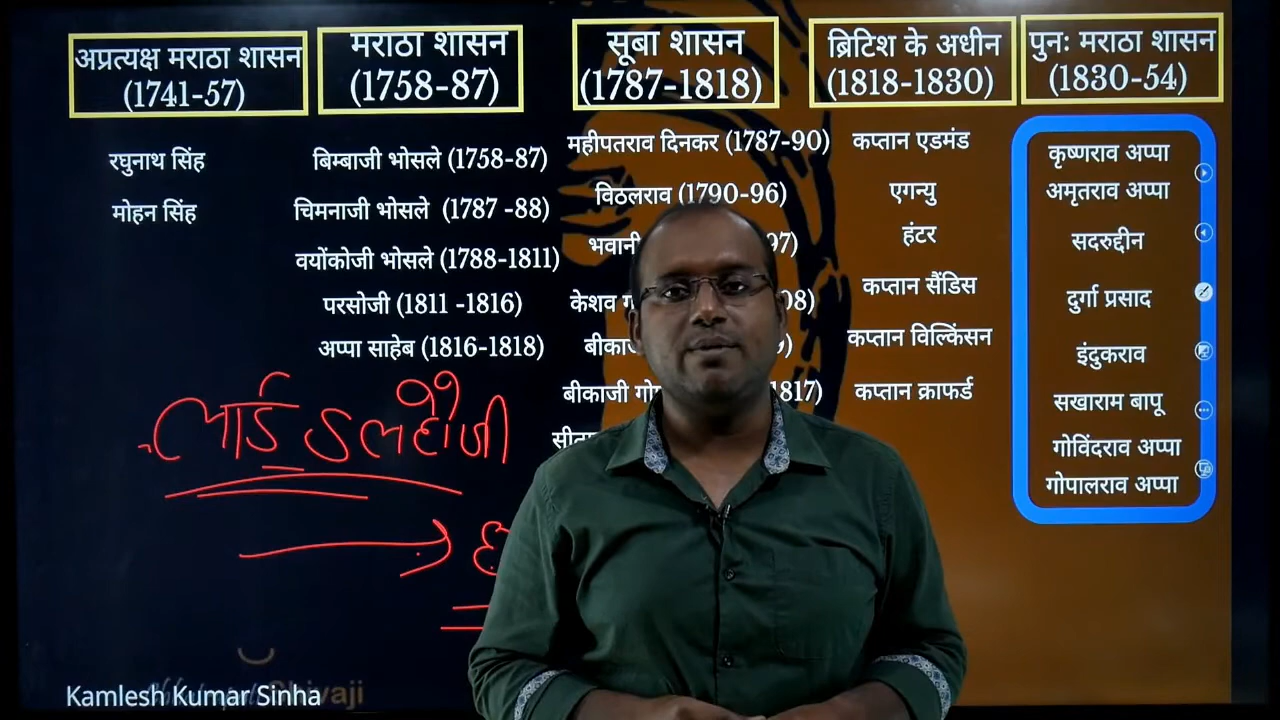 अप्रत्यक्ष मराठा शासन
(1741-57)
रघुनाथ सिंह
मोहन सिंह
मराठा शासन
(1758-87)
बिम्बाजी भोसले (1758-87)
चिमनाजी भोसले (1787 -88)
वयोंकोजी भोसले (1788-1811)
परसोजी (1811 -1816)
अप्पा साहेब (1816-1818)
सूबा शासन
(1787-1818)
महीपतराव दिनकर (1787-90)
विठलराव (1790-96)
भवानी
केशव
बीकाजी
1817)
ब्रिटिश के अधीन
(1818-1830)
कप्तान एडमंड
एगन्यु
हंटर
कप्तान सैंडिस
कप्तान विल्किंसन
कप्तान क्राफर्ड
पुनः मराठा शासन
(1830-54)
कृष्णराव अप्पा
अमृतराव अप्पा
सदरुद्दीन
दुर्गा प्रसाद
इंदुकराव
सखाराम बापू
गोविंदराव अप्पा
गोपालराव अप्पा
लार्ड डलहौजी
Kamlesh Kumar Sinha